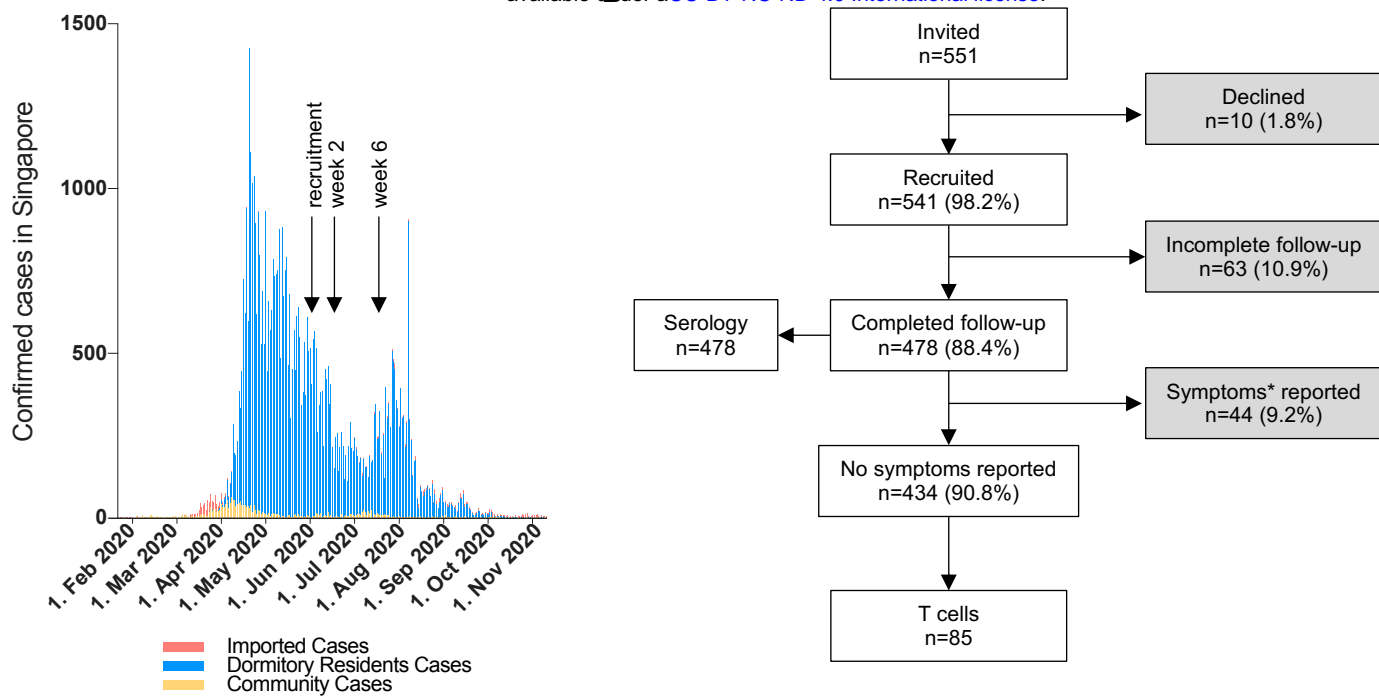 1500
1000
500
0
Confirmed cases in Singapore
recruitment
week 2
week 6
1. Feb 2020
1. Mar 2020
1. Apr 2020
1. May 2020
1. Jun 2020
1. Jul 2020
1. Aug 2020
1. Sep 2020
1. Oct 2020
1. Nov 2020
Imported Cases
Dormitory Residents Cases
Community Cases
Invited
n=551
Declined
n=10 (1.8%)
Recruited
n=541 (98.2%)
Incomplete follow-up
n=63 (10.9%)
Serology
n=478
Completed follow-up
n=478 (88.4%)
Symptoms* reported
n=44 (9.2%)
No symptoms reported
n=434 (90.8%)
T cells
n=85